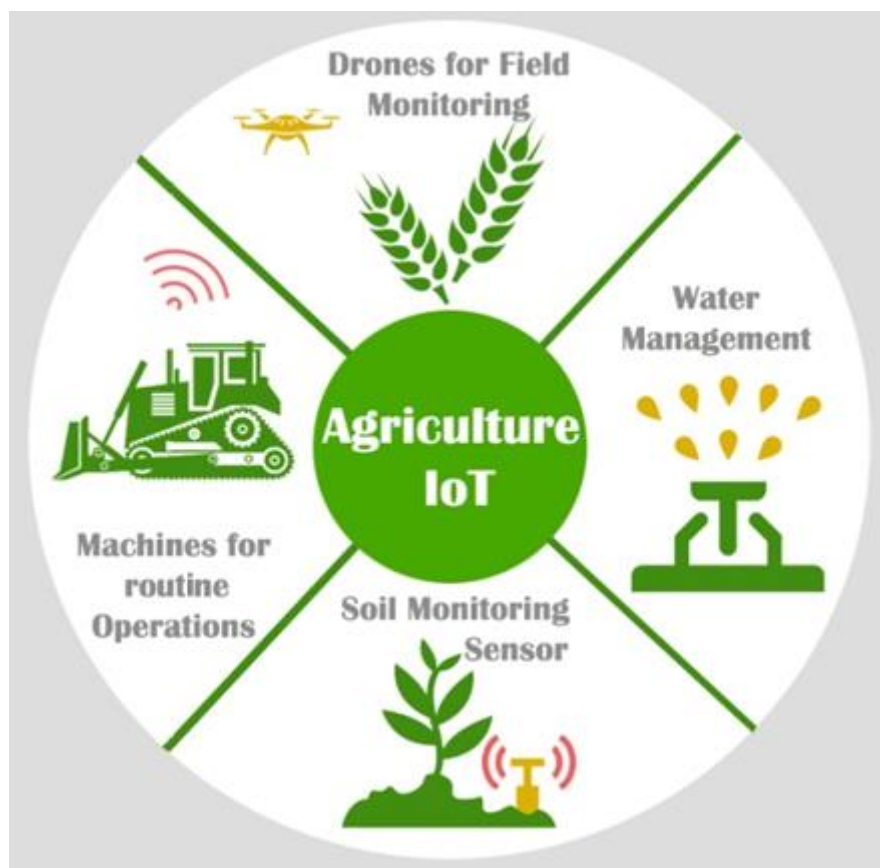 Drones for Field
Monitoring
Water
Management
Agriculture
IoT
Machines for
routine
Operations
Soil Monitoring
Sensor